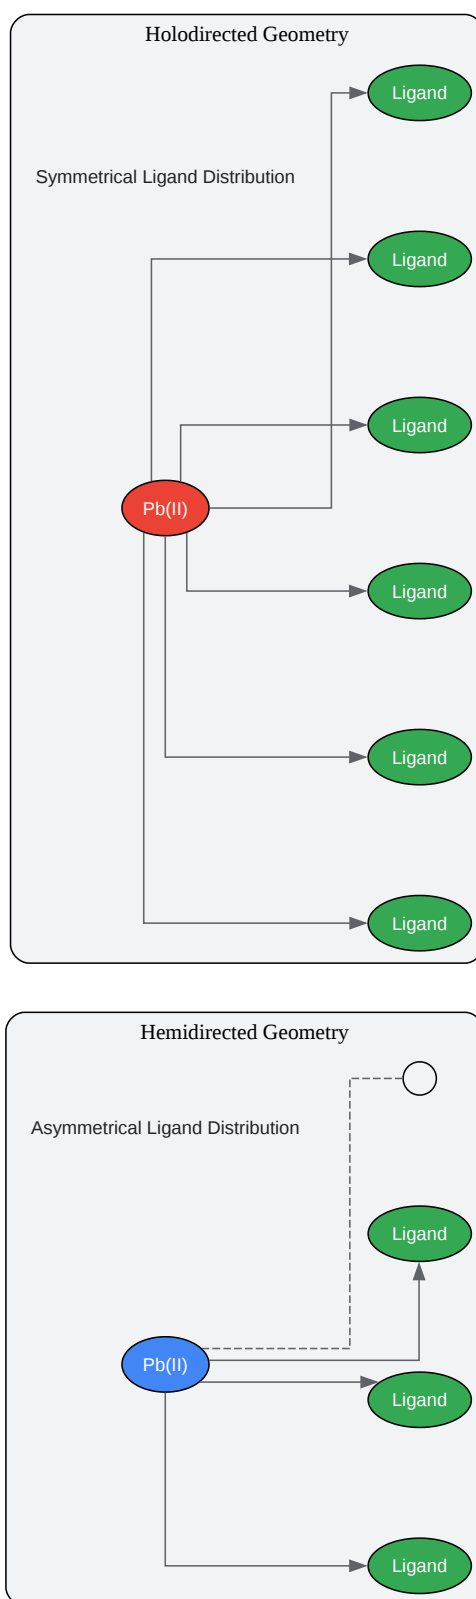 Holodirected Geometry
Ligand
Symmetrical Ligand Distribution
Ligand
Ligand
Pb(II)
Ligand
Ligand
Ligand
Hemidirected Geometry
Asymmetrical Ligand Distribution
Ligand
Pb(II)
Ligand
Ligand